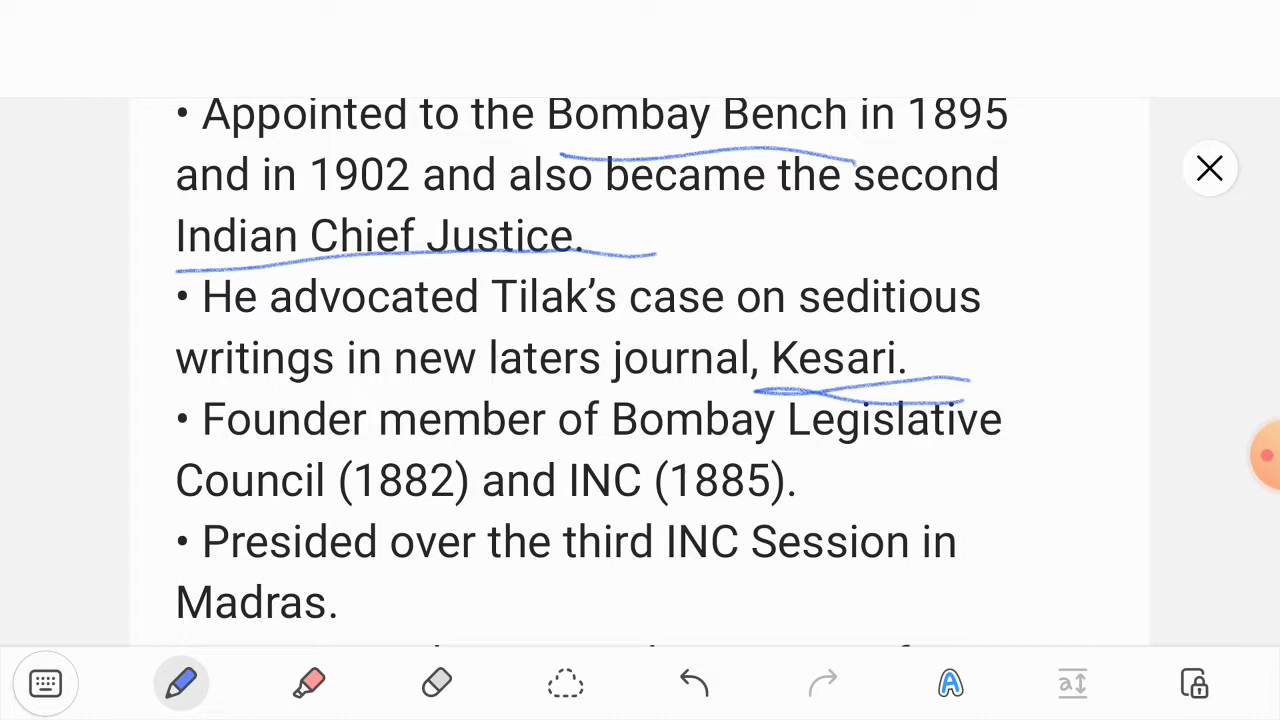 • Appointed to the Bombay Bench in 1895
and in 1902 and also became the second
Indian Chief Justice.
• He advocated Tilak's case on seditious
writings in new laters journal, Kesari.
• Founder member of Bombay Legislative
Council (1882) and INC (1885).
• Presided over the third INC Session in
Madras.